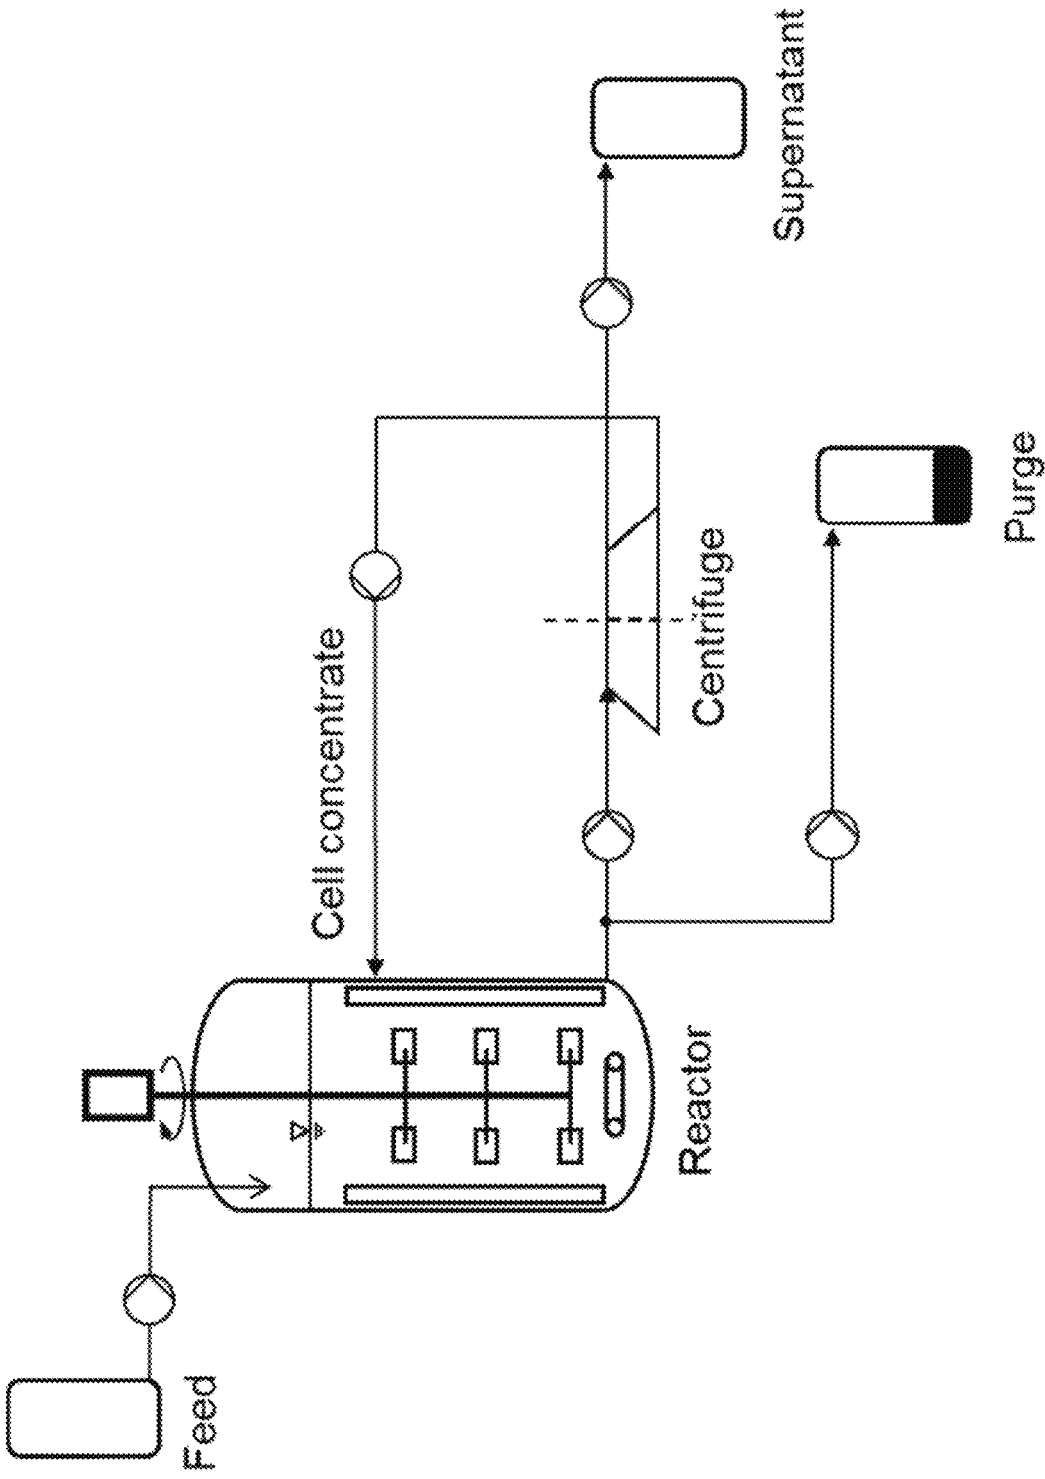 Feed
Reactor
Cell concentrate
Centrifuge
Purge
Supernatant